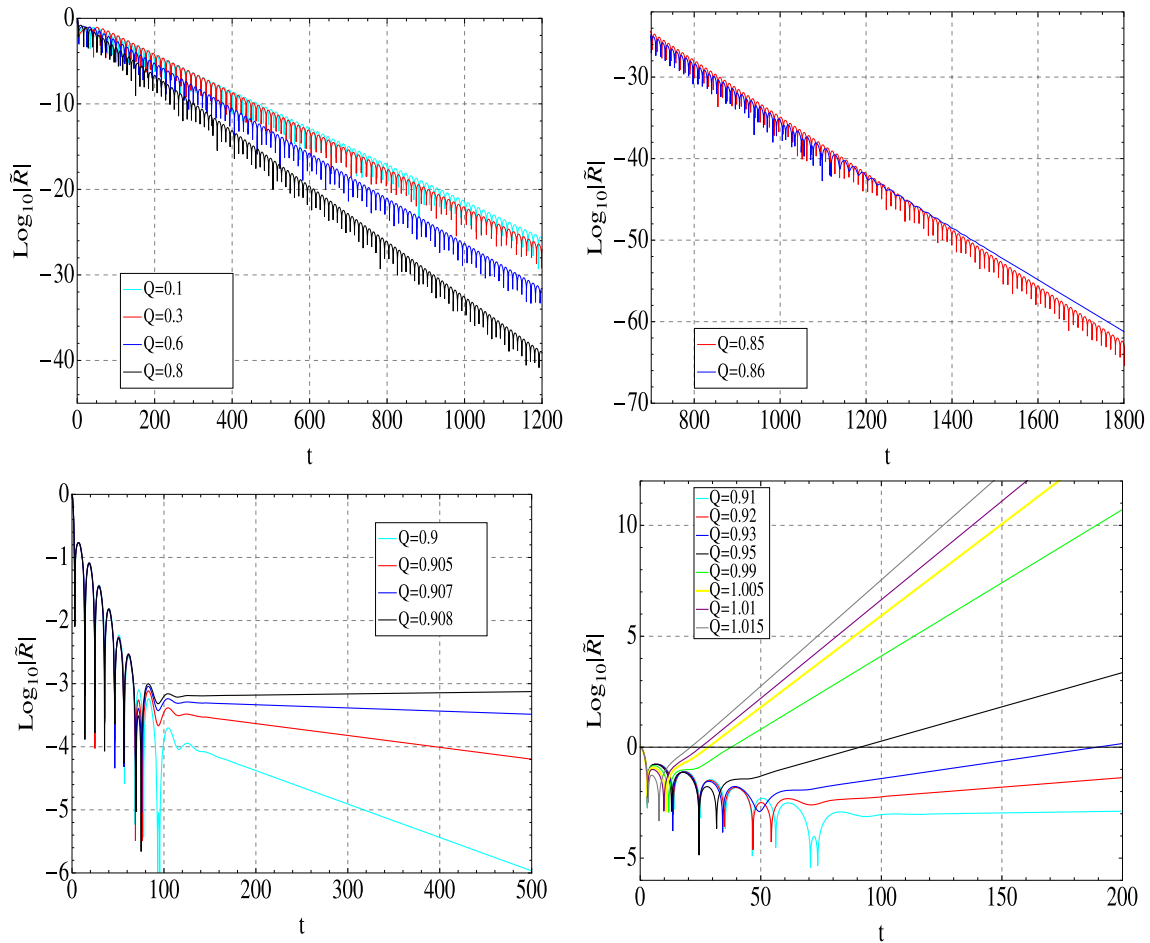 0
−10
−20
−30
−40
Log10|R̃|
Q=0.1
Q=0.3
Q=0.6
Q=0.8
0 200 400 600 800 1000 1200
t
−30
−40
−50
−60
−70
Log10|R̃|
Q=0.85
Q=0.86
800 1000 1200 1400 1600 1800
t
0
−1
−2
−3
−4
−5
−6
Log10|R̃|
Q=0.9
Q=0.905
Q=0.907
Q=0.908
0 100 200 300 400 500
t
10
5
0
−5
Log10|R̃|
Q=0.91
Q=0.92
Q=0.93
Q=0.95
Q=0.99
Q=1.005
Q=1.01
Q=1.015
0 50 100 150 200
t